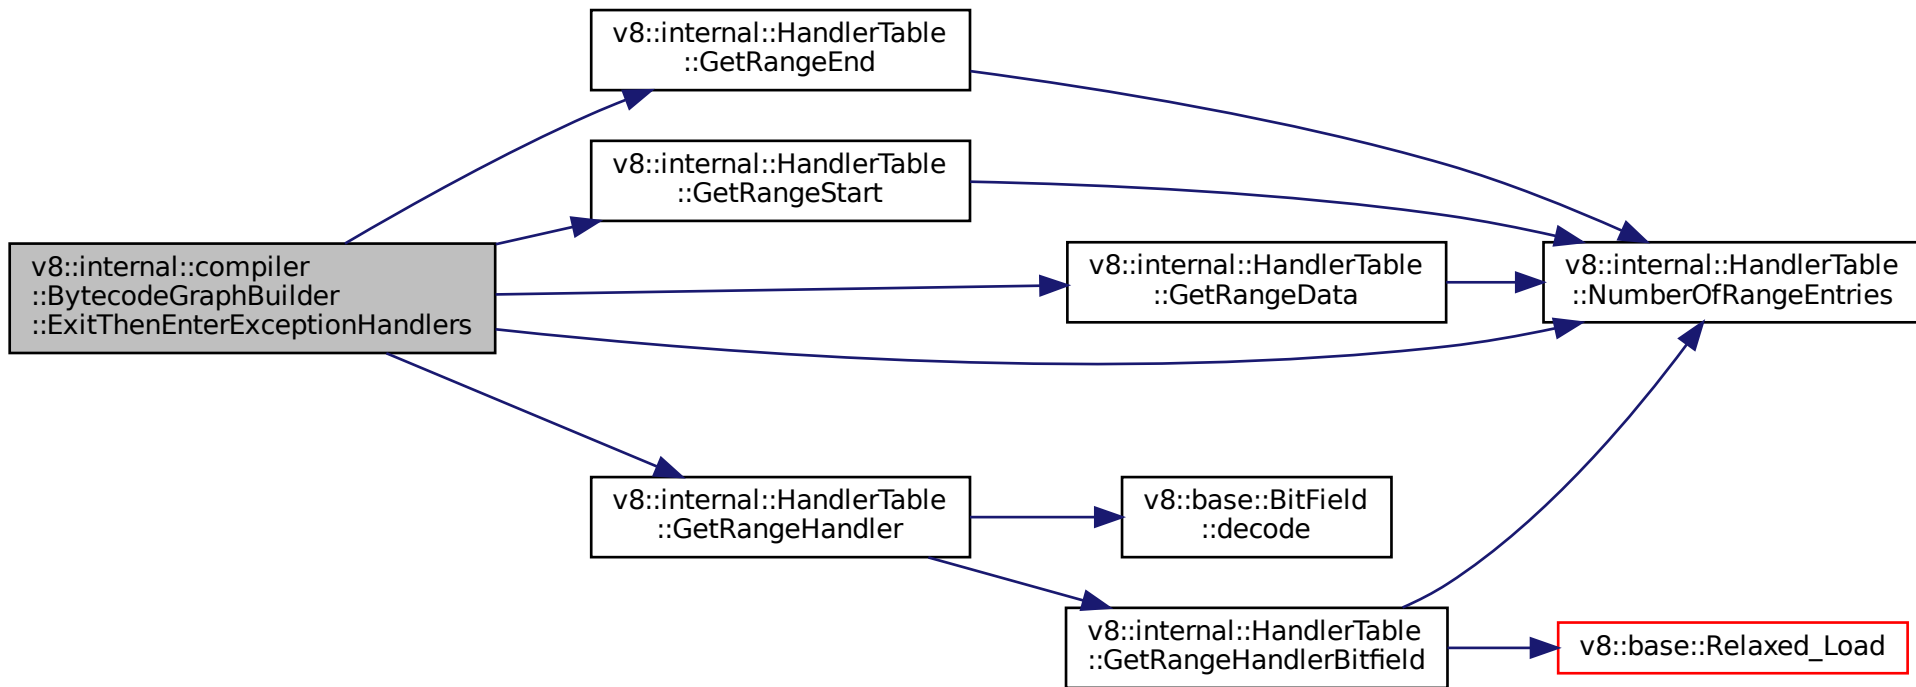 v8::internal::HandlerTable
::GetRangeEnd
v8::internal::HandlerTable
::GetRangeStart
v8::internal::compiler
::BytecodeGraphBuilder
::ExitThenEnterExceptionHandlers
v8::internal::HandlerTable
::GetRangeData
v8::internal::HandlerTable
::NumberOfRangeEntries
v8::internal::HandlerTable
::GetRangeHandler
v8::base::BitField
::decode
v8::internal::HandlerTable
::GetRangeHandlerBitfield
v8::base::Relaxed_Load